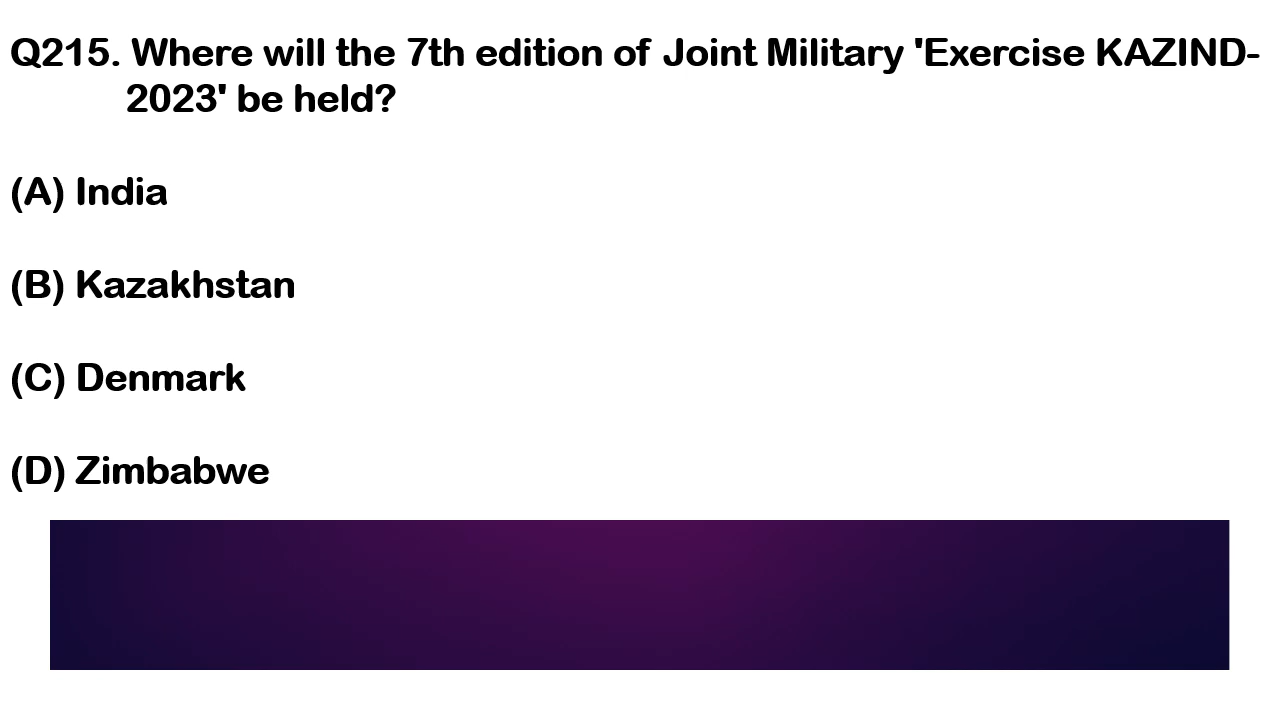 Q215. Where will the 7th edition of Joint Military 'Exercise KAZIND-
2023' be held?
(A) India
(B) Kazakhstan
(C) Denmark
(D) Zimbabwe